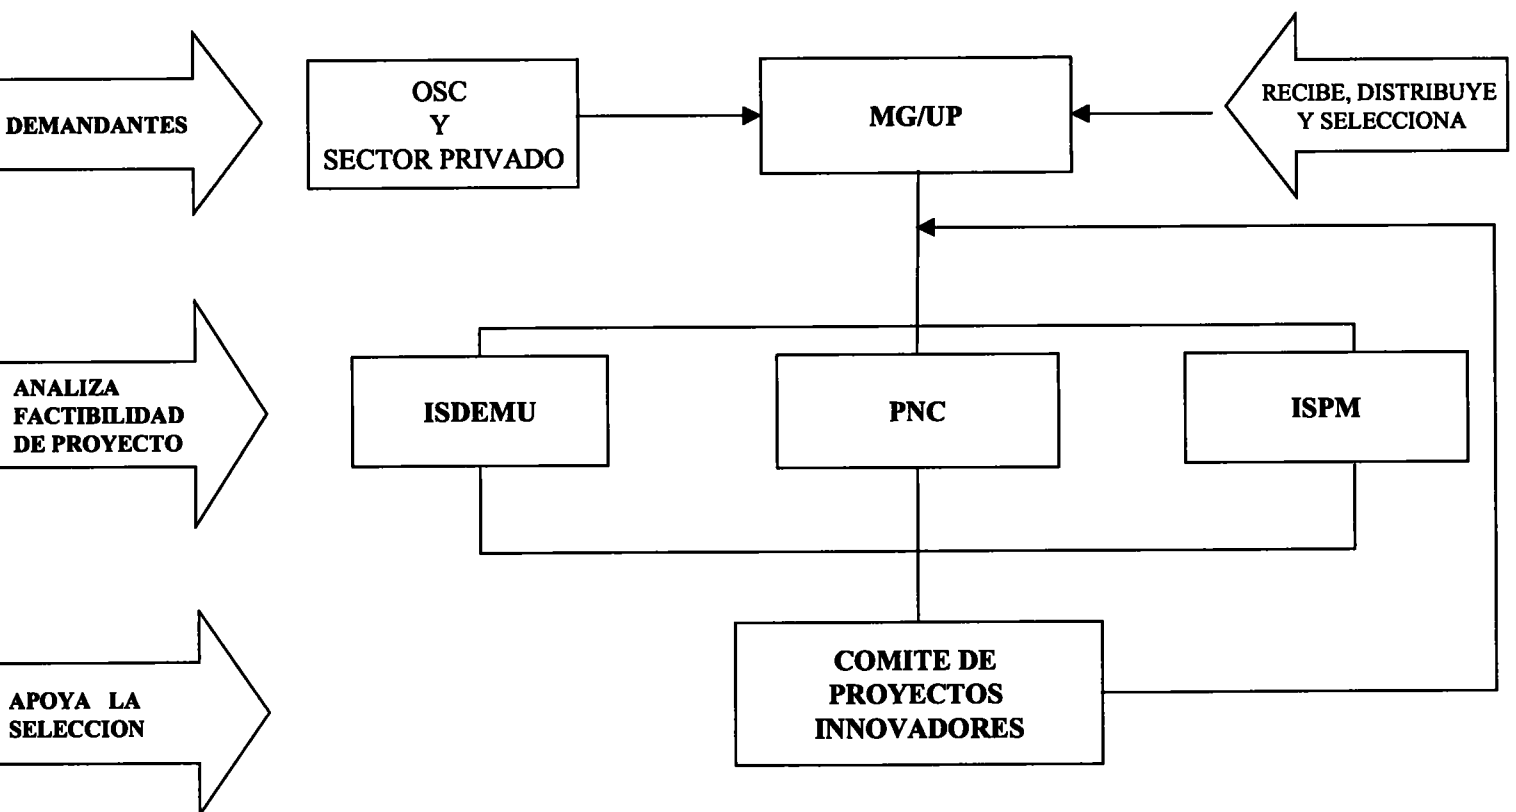 DEMANDANTES
OSC
Y
SECTOR PRIVADO
MG/UP
RECIBE, DISTRIBUYE
Y SELECCIONA
ANALIZA
FACTIBILIDAD
DE PROYECTO
ISDEMU
PNC
ISPM
APOYA LA
SELECCION
COMITE DE
PROYECTOS
INNOVADORES